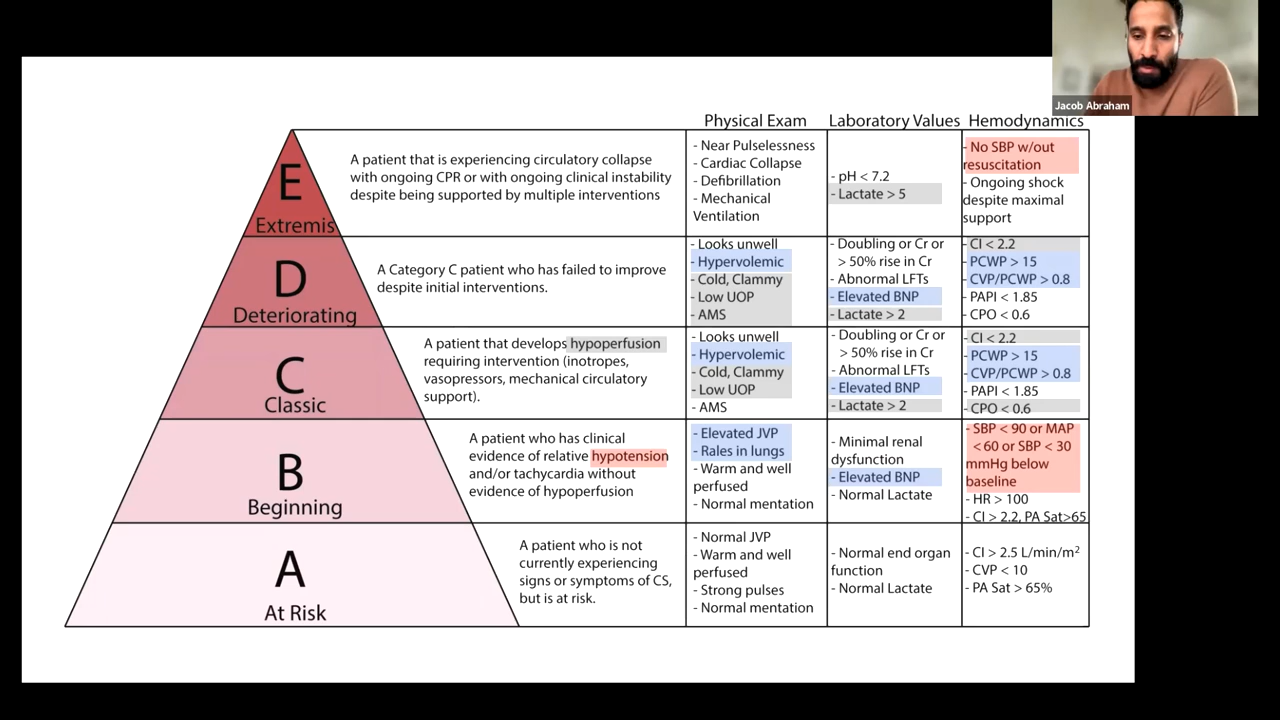 Jacob Abraham
Physical Exam
Laboratory Values
Hemodynamics
E
Extremis
A patient that is experiencing circulatory collapse
with ongoing CPR or with ongoing clinical instability
despite being supported by multiple interventions
- Near Pulselessness
- Cardiac Collapse
- Defibrillation
- Mechanical
Ventilation
- pH < 7.2
- Lactate > 5
- No SBP w/out
resuscitation
- Ongoing shock
despite maximal
support
D
Deteriorating
A Category C patient who has failed to improve
despite initial interventions.
- Looks unwell
- Hypervolemic
- Cold, Clammy
- Low UOP
- AMS
- Doubling or Cr or
> 50% rise in Cr
- Abnormal LFTs
- Elevated BNP
- Lactate > 2
- CI < 2.2
- PCWP > 15
- CVP/PCWP > 0.8
- PAPI < 1.85
- CPO < 0.6
C
Classic
A patient that develops hypoperfusion
requiring intervention (inotropes,
vasopressors, mechanical circulatory
support).
- Looks unwell
- Hypervolemic
- Cold, Clammy
- Low UOP
- AMS
- Doubling or Cr or
> 50% rise in Cr
- Abnormal LFTs
- Elevated BNP
- Lactate > 2
- CI < 2.2
- PCWP > 15
- CVP/PCWP > 0.8
- PAPI < 1.85
- CPO < 0.6
B
Beginning
A patient who has clinical
evidence of relative hypotension
and/or tachycardia without
evidence of hypoperfusion
- Elevated JVP
- Rales in lungs
- Warm and well
perfused
- Normal mentation
- Minimal renal
dysfunction
- Elevated BNP
- Normal Lactate
- SBP < 90 or MAP
< 60 or SBP < 30
mmHg below
baseline
- HR > 100
- CI > 2.2, PA Sat>65
A
At Risk
A patient who is not
currently experiencing
signs or symptoms of CS,
but is at risk.
- Normal JVP
- Warm and well
perfused
- Strong pulses
- Normal mentation
- Normal end organ
function
- Normal Lactate
- CI > 2.5 L/min/m²
- CVP < 10
- PA Sat > 65%